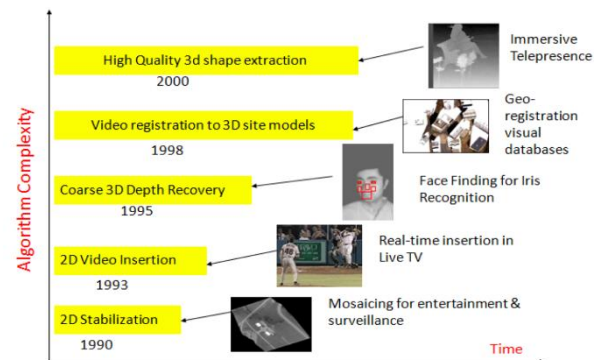 High Quality 3d shape extraction
2000
Immersive
Telepresence
Video registration to 3D site models
1998
Geo-
registration
visual
databases
Coarse 3D Depth Recovery
1995
Face Finding for Iris
Recognition
2D Video Insertion
1993
Real-time insertion in
Live TV
2D Stabilization
1990
Mosaicing for entertainment &
surveillance
Algorithm Complexity
Time